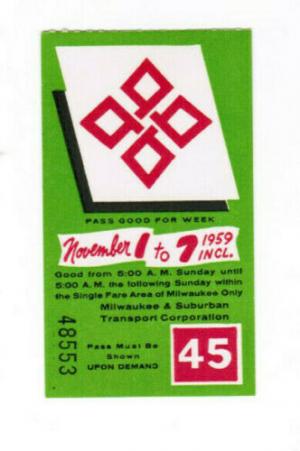 PASS GOOD FOR WEEK
November 1 to 7 1959 INCL.
Good from 5:00 A. M. Sunday until
5:00 A. M. the following Sunday within
the Single Fare Area of Milwaukee Only
Milwaukee & Suburban
Transport Corporation
48553
Pass Must Be
Shown
UPON DEMAND
45